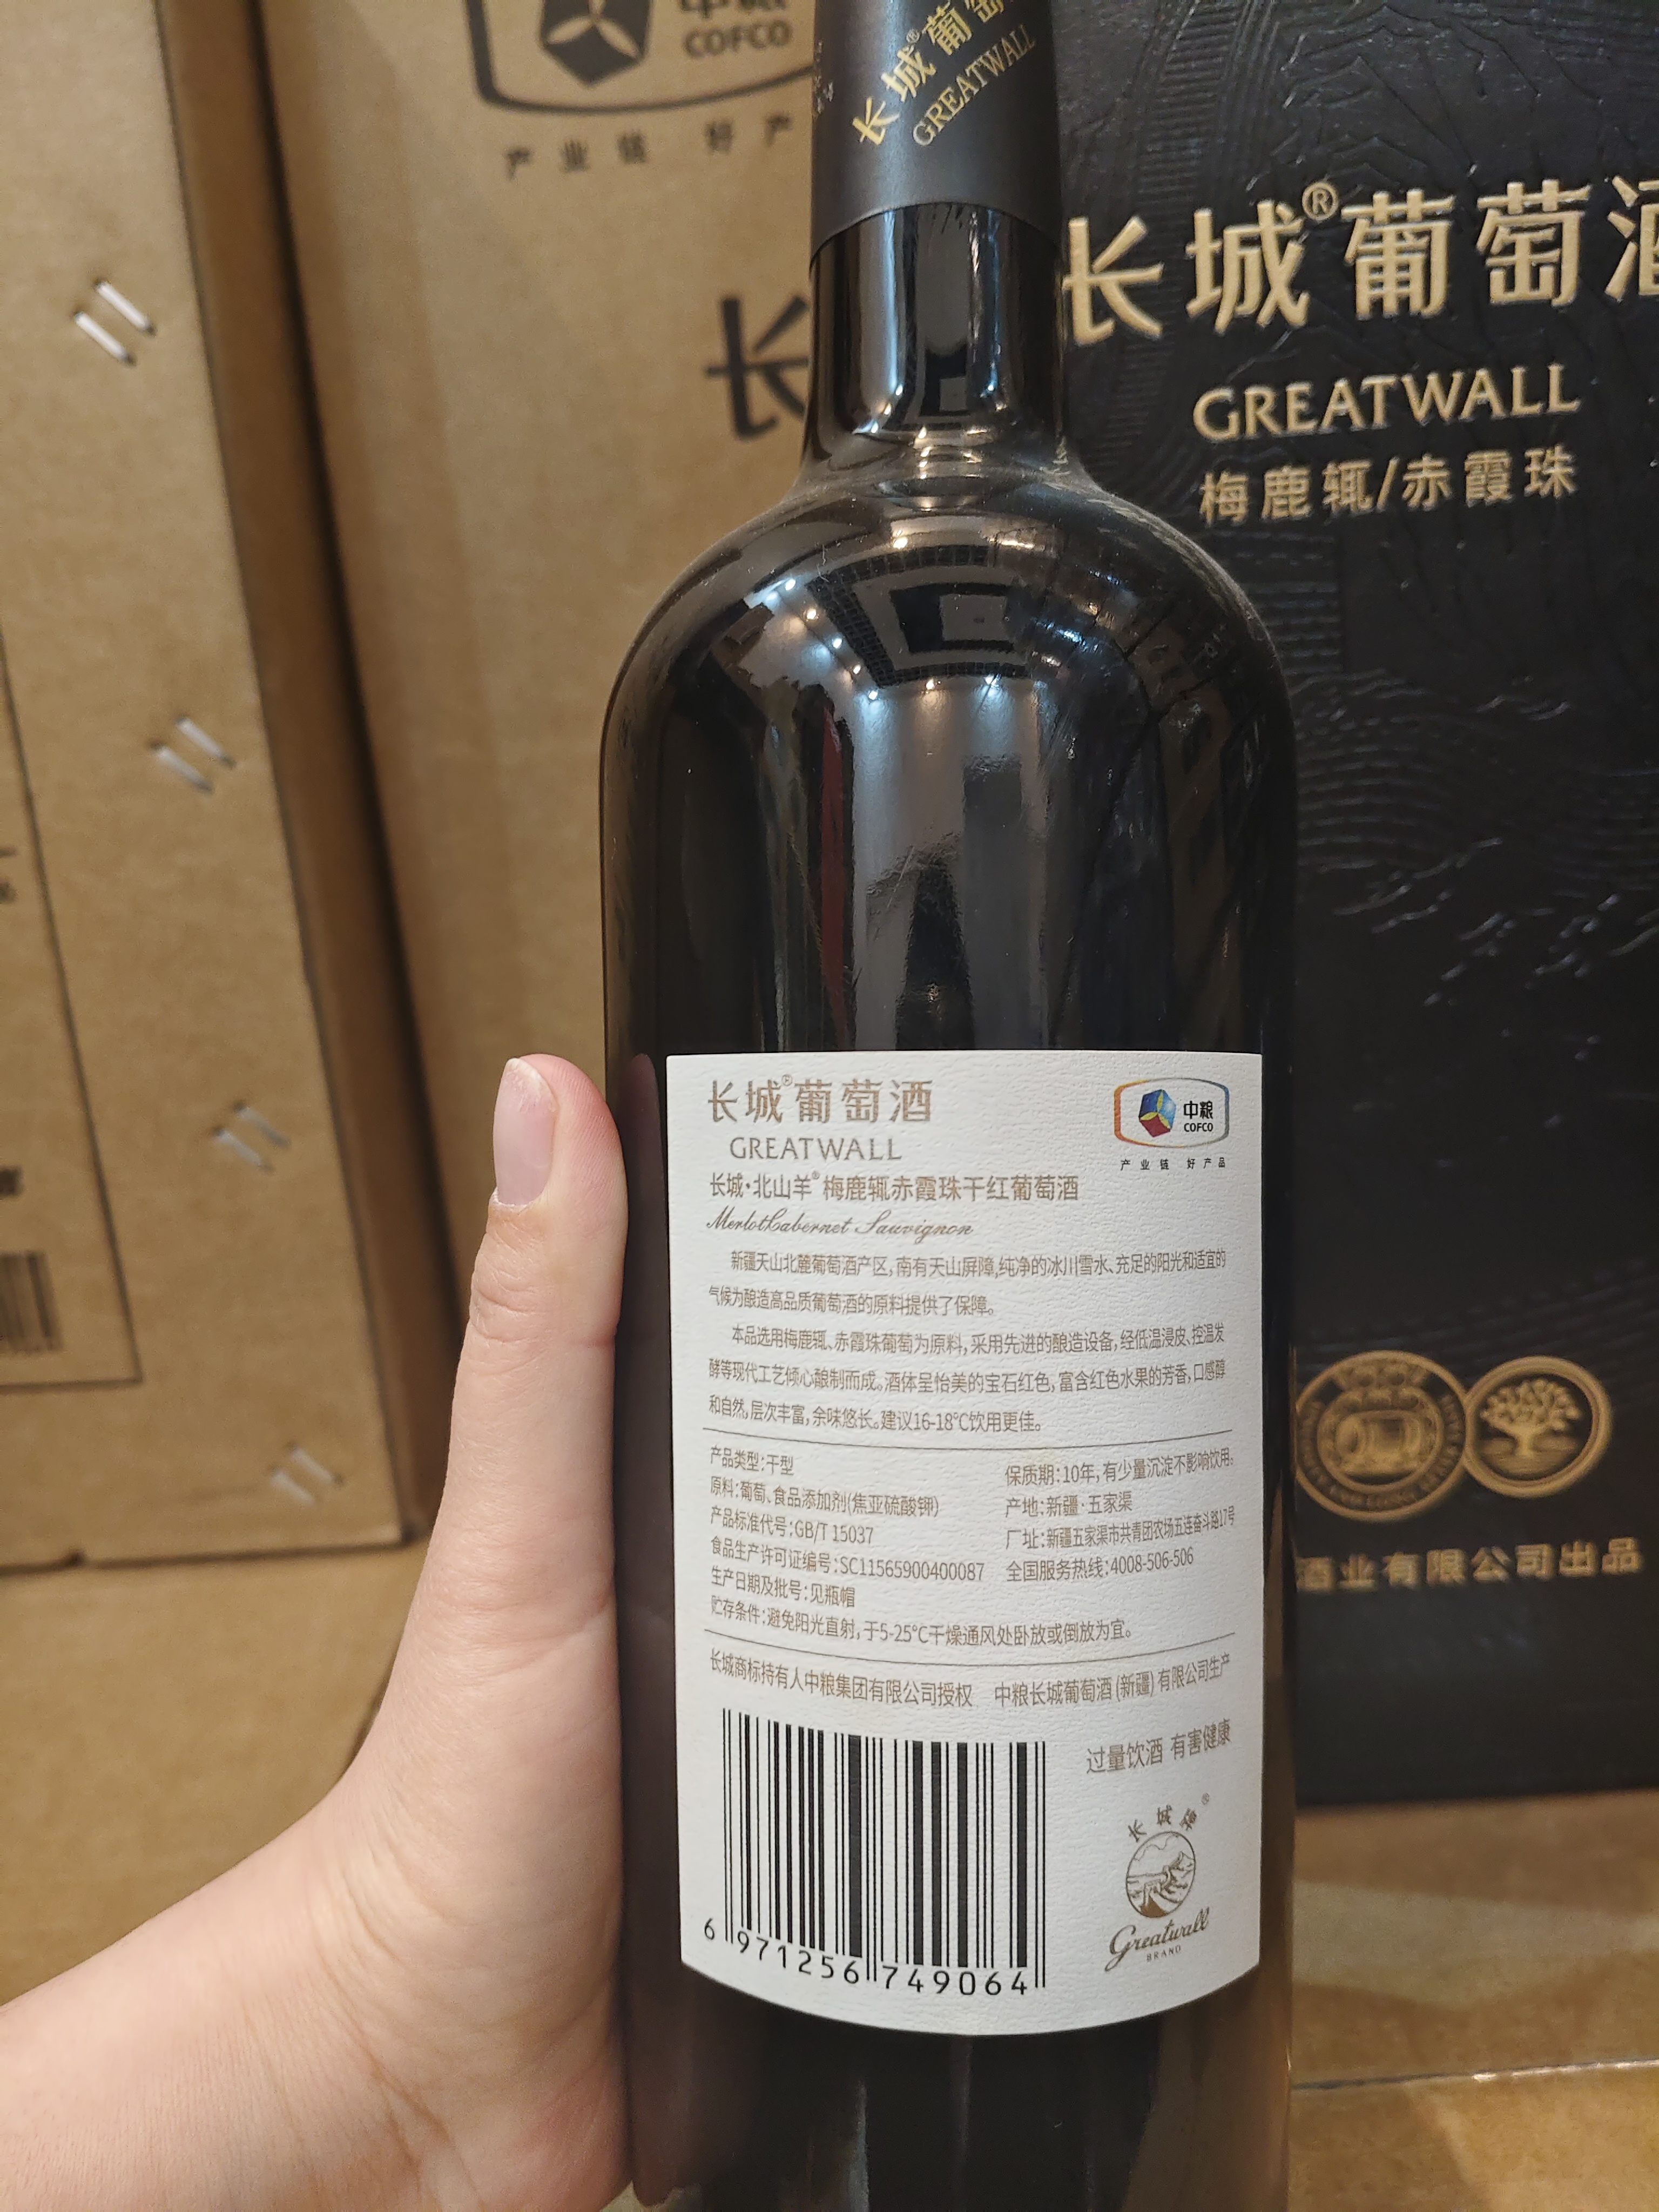 COFCO
产业链 好产
长
长城®葡萄
GREATWALL
长城®葡萄酒
GREATWALL
梅鹿辄/赤霞珠
酒业有限公司出品
长城®葡萄酒
GREATWALL
中粮
COFCO
产业链 好产品
长城·北山羊®梅鹿辄赤霞珠干红葡萄酒
MerlotCabernet Sauvignon
新疆天山北麓葡萄酒产区,南有天山屏障,纯净的冰川雪水、充足的阳光和适宜的
气候为酿造高品质葡萄酒的原料提供了保障。
本品选用梅鹿辄、赤霞珠葡萄为原料,采用先进的酿造设备,经低温浸皮、控温发
酵等现代工艺倾心酿制而成。酒体呈怡美的宝石红色,富含红色水果的芳香,口感醇
和自然,层次丰富,余味悠长。建议16-18°C饮用更佳。
产品类型:干型
原料:葡萄、食品添加剂(焦亚硫酸钾)
产品标准代号:GB/T 15037
食品生产许可证编号:SC11565900400087
生产日期及批号:见瓶帽
贮存条件:避免阳光直射,于5-25°C干燥通风处卧放或倒放为宜。
保质期:10年,有少量沉淀不影响饮用。
产地:新疆·五家渠
厂址:新疆五家渠市共青团农场五连奋斗路17号
全国服务热线:4008-506-506
长城商标持有人中粮集团有限公司授权 中粮长城葡萄酒(新疆)有限公司生产
过量饮酒 有害健康
6 971256 749064
长城牌®
Greatwall
BRAND